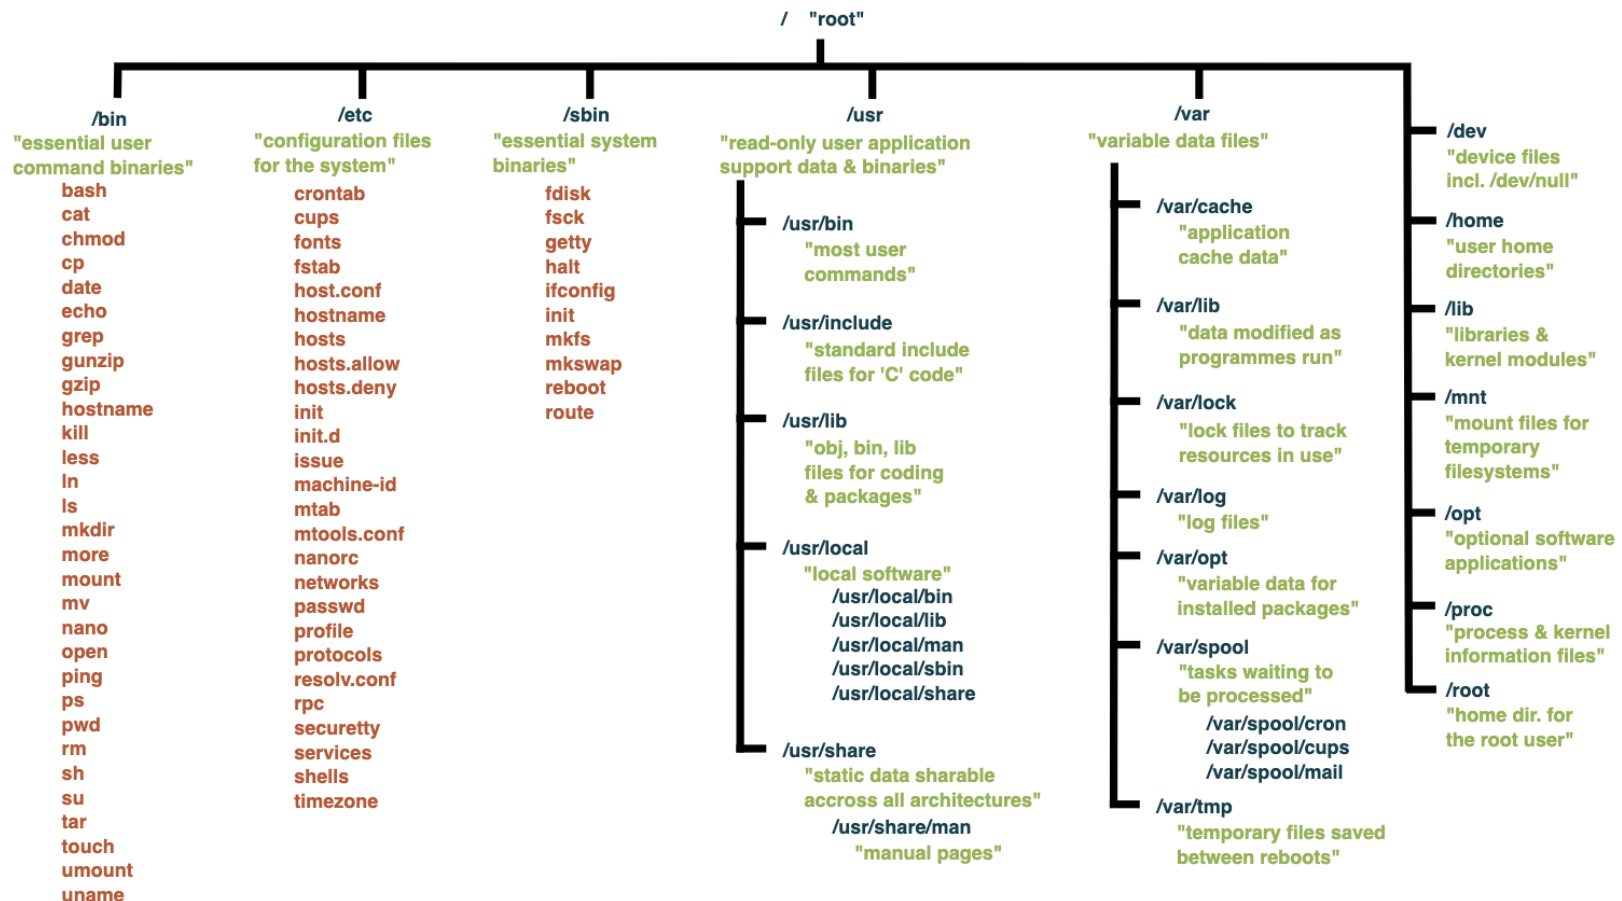 / "root"
/bin
"essential user
command binaries"
bash
cat
chmod
cp
date
echo
grep
gunzip
gzip
hostname
kill
less
ln
ls
mkdir
more
mount
mv
nano
open
ping
ps
pwd
rm
sh
su
tar
touch
umount
uname
/etc
"configuration files
for the system"
crontab
cups
fonts
fstab
host.conf
hostname
hosts
hosts.allow
hosts.deny
init
init.d
issue
machine-id
mtab
mtools.conf
nanorc
networks
passwd
profile
protocols
resolv.conf
rpc
securetty
services
shells
timezone
/sbin
"essential system
binaries"
fdisk
fsck
getty
halt
ifconfig
init
mkfs
mkswap
reboot
route
/usr
"read-only user application
support data & binaries"
/usr/bin
"most user
commands"
/usr/include
"standard include
files for 'C' code"
/usr/lib
"obj, bin, lib
files for coding
& packages"
/usr/local
"local software"
/usr/local/bin
/usr/local/lib
/usr/local/man
/usr/local/sbin
/usr/local/share
/usr/share
"static data sharable
accross all architectures"
/usr/share/man
"manual pages"
/var
"variable data files"
/var/cache
"application
cache data"
/var/lib
"data modified as
programmes run"
/var/lock
"lock files to track
resources in use"
/var/log
"log files"
/var/opt
"variable data for
installed packages"
/var/spool
"tasks waiting to
be processed"
/var/spool/cron
/var/spool/cups
/var/spool/mail
/var/tmp
"temporary files saved
between reboots"
/dev
"device files
incl. /dev/null"
/home
"user home
directories"
/lib
"libraries &
kernel modules"
/mnt
"mount files for
temporary
filesystems"
/opt
"optional software
applications"
/proc
"process & kernel
information files"
/root
"home dir. for
the root user"